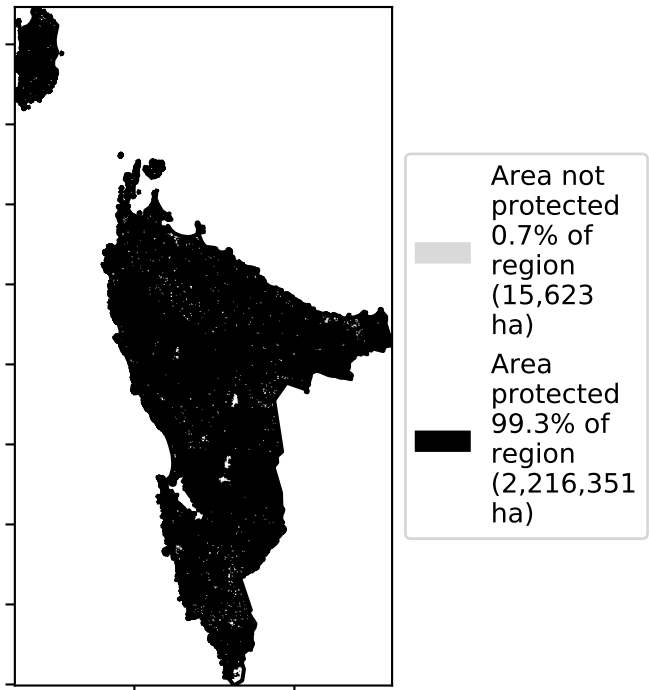 Area not
protected
0.7% of
region
(15,623
ha)
Area
protected
99.3% of
region
(2,216,351
ha)